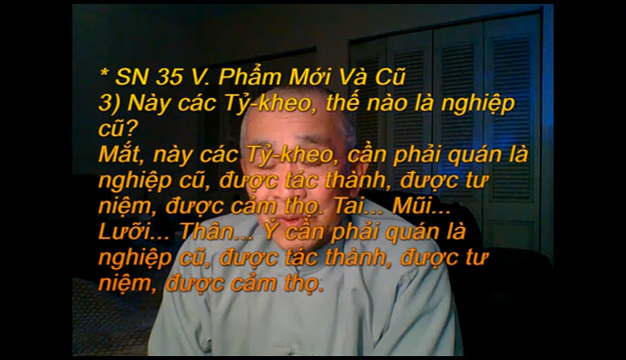 * SN 35 V. Phẩm Mới Và Cũ
3) Này các Tỷ-kheo, thế nào là nghiệp
cũ?
Mắt, này các Tỷ-kheo, cần phải quán là
nghiệp cũ, được tác thành, được tư
niệm, được cảm thọ. Tai... Mũi...
Lưỡi... Thân... Ý cần phải quán là
nghiệp cũ, được tác thành, được tư
niệm, được cảm thọ.